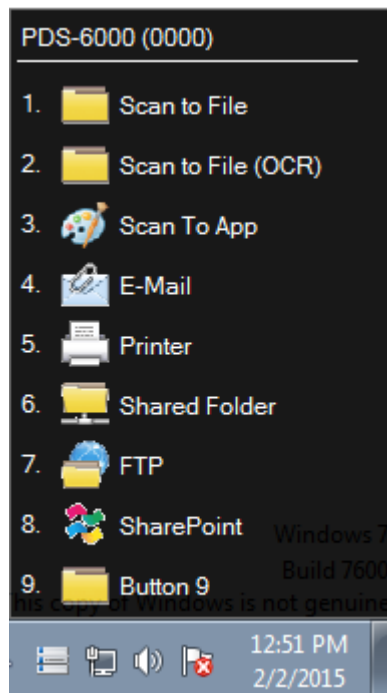 PDS-6000 (0000)
1. Scan to File
2. Scan to File (OCR)
3. Scan To App
4. E-Mail
5. Printer
6. Shared Folder
7. FTP
8. SharePoint
Windows 7
Build 7600
9. Button 9
This copy of Windows is not genuine
12:51 PM
2/2/2015